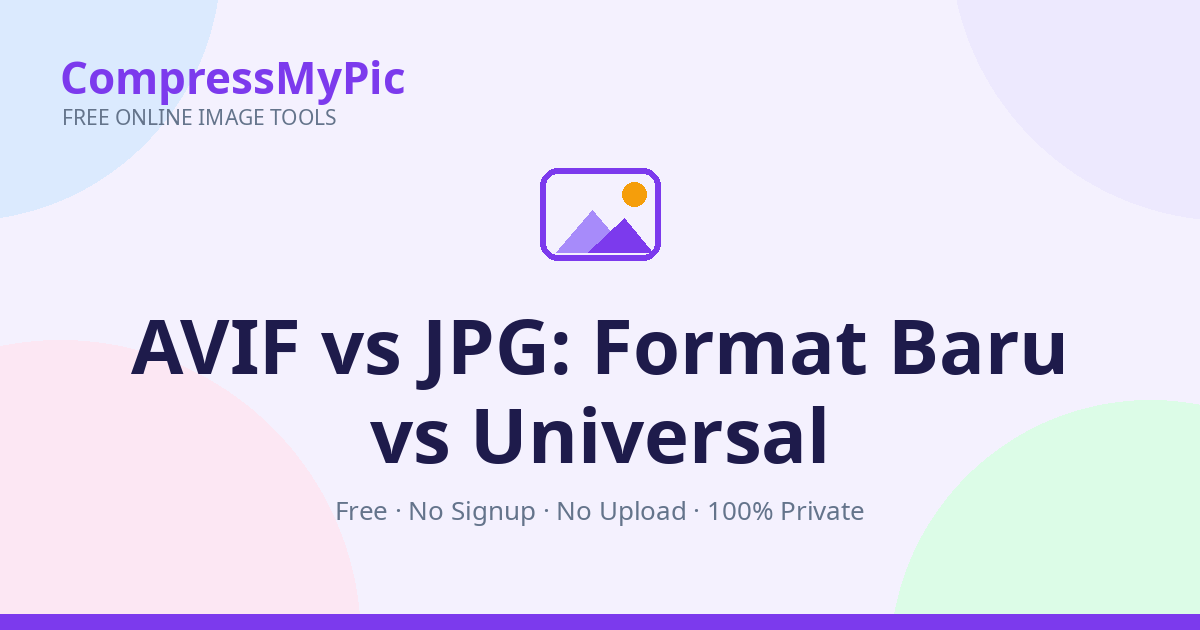 CompressMyPic
FREE ONLINE IMAGE TOOLS
AVIF vs JPG: Format Baru
vs Universal
Free · No Signup · No Upload · 100% Private